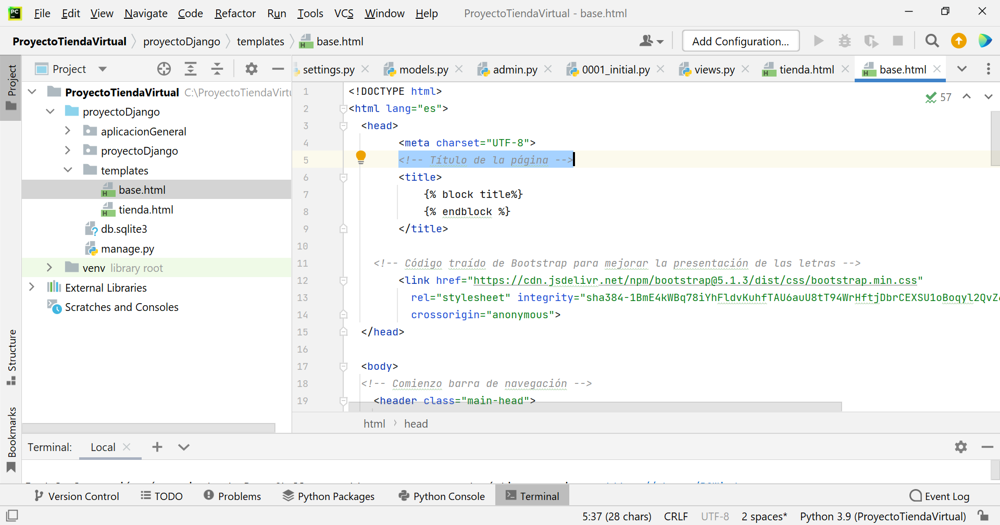 File Edit View Navigate Code Refactor Run Tools VCS Window Help ProyectoTiendaVirtual - base.html
ProyectoTiendaVirtual proyectoDjango templates base.html Add Configuration...
Project
settings.py models.py admin.py 0001_initial.py views.py tienda.html base.html
Project
Structure
Bookmarks
ProyectoTiendaVirtual C:\ProyectoTiendaVirtu
proyectoDjango
aplicacionGeneral
proyectoDjango
templates
base.html
tienda.html
db.sqlite3
manage.py
venv library root
External Libraries
Scratches and Consoles
57
1 <!DOCTYPE html>
2 <html lang="es">
3 <head>
4 <meta charset="UTF-8">
5 <!-- Título de la página -->
6 <title>
7 {% block title%}
8 {% endblock %}
9 </title>
10
11 <!-- Código traído de Bootstrap para mejorar la presentación de las letras -->
12 <link href="https://cdn.jsdelivr.net/npm/bootstrap@5.1.3/dist/css/bootstrap.min.css"
13 rel="stylesheet" integrity="sha384-1BmE4kWBq78iYhFldvKuhfTAU6auU8tT94WrHftjDbrCEXSU1oBoqyl2QvZ6
14 crossorigin="anonymous">
15 </head>
16
17 <body>
18 <!-- Comienzo barra de navegación -->
19 <header class="main-head">
html head
Terminal: Local
Version Control TODO Problems Python Packages Python Console Terminal Event Log
5:37 (28 chars) CRLF UTF-8 2 spaces* Python 3.9 (ProyectoTiendaVirtual)